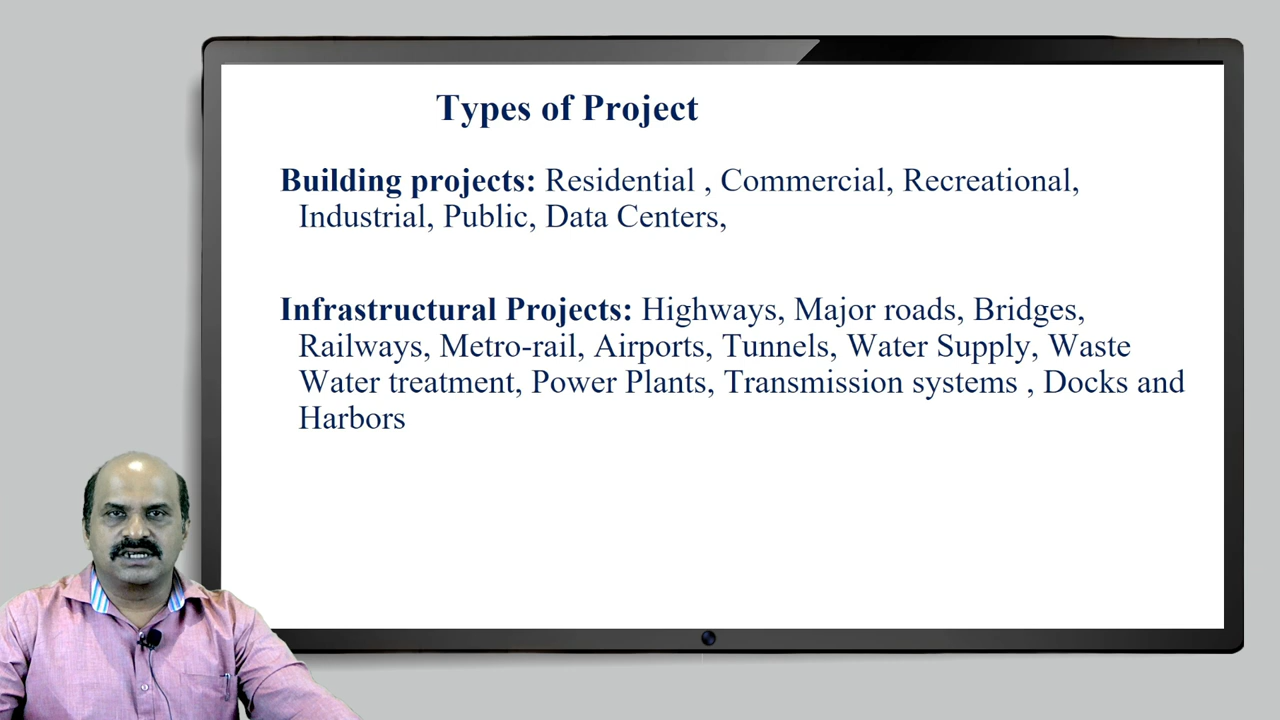 Types of Project
Building projects: Residential , Commercial, Recreational,
Industrial, Public, Data Centers,
Infrastructural Projects: Highways, Major roads, Bridges,
Railways, Metro-rail, Airports, Tunnels, Water Supply, Waste
Water treatment, Power Plants, Transmission systems , Docks and
Harbors